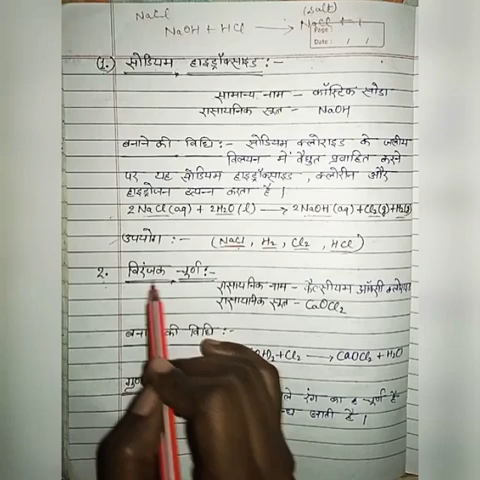 NaCl
(Salt)
NaOH + HCl → NaCl +
Page :
Date : / /
(1.) सोडियम हाइड्रॉक्साइड :-
सामान्य नाम - कॉस्टिक सोडा
रासायनिक सूत्र - NaOH
बनाने की विधि :- सोडियम क्लोराइड के जलीय
विलयन में वैद्युत प्रवाहित करने
पर यह सोडियम हाइड्रॉक्साइड , क्लोरीन और
हाइड्रोजन उत्पन्न करता है ।
2NaCl(aq) + 2H2O(l) → 2NaOH(aq) + Cl2(g) + H2(g)
उपयोग :- (NaCl, H2, Cl2, HCl)
2. विरंजक चूर्ण :-
रासायनिक नाम - कैल्सीयम ऑक्सी
रासायनिक सूत्र - CaOCl2
की विधि :-
+ Cl2 → CaOCl2 + H2O
रंग का चूर्ण है
जाती है ।